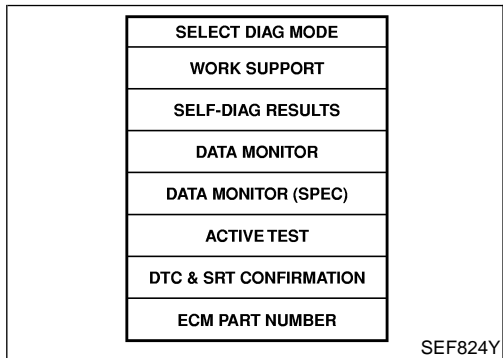 SELECT DIAG MODE
WORK SUPPORT
SELF-DIAG RESULTS
DATA MONITOR
DATA MONITOR (SPEC)
ACTIVE TEST
DTC & SRT CONFIRMATION
ECM PART NUMBER
SEF824Y